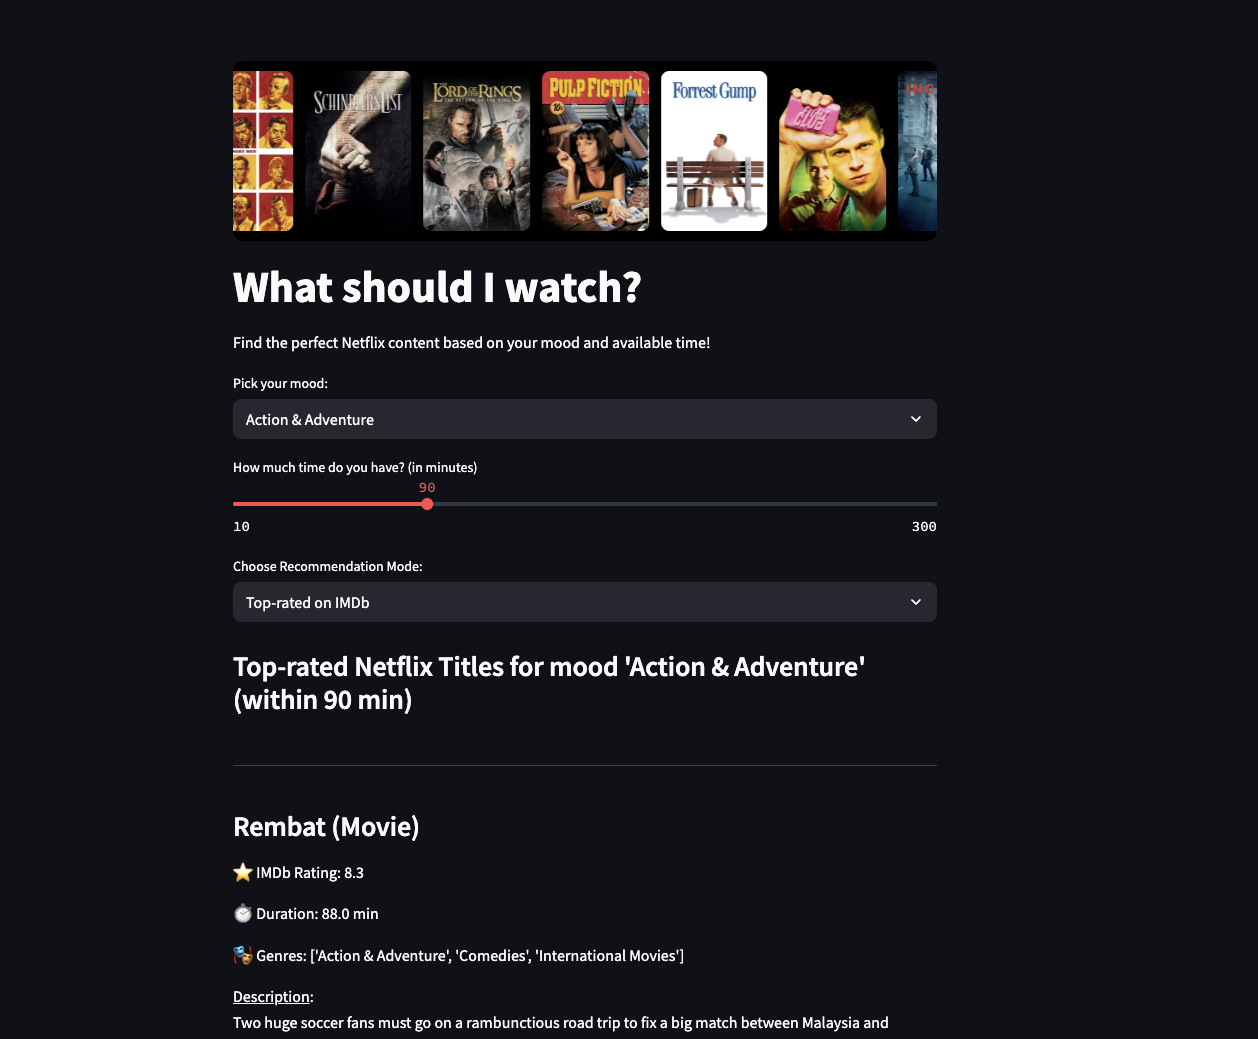 SCHINDLER'S LIST
THE LORD OF THE RINGS
THE RETURN OF THE KING
PULP FICTION
10¢
Forrest Gump
FIGHT CLUB
INC
What should I watch?
Find the perfect Netflix content based on your mood and available time!
Pick your mood:
Action & Adventure
How much time do you have? (in minutes)
90
10 300
Choose Recommendation Mode:
Top-rated on IMDb
Top-rated Netflix Titles for mood 'Action & Adventure'
(within 90 min)
Rembat (Movie)
IMDb Rating: 8.3
Duration: 88.0 min
Genres: ['Action & Adventure', 'Comedies', 'International Movies']
Description:
Two huge soccer fans must go on a rambunctious road trip to fix a big match between Malaysia and